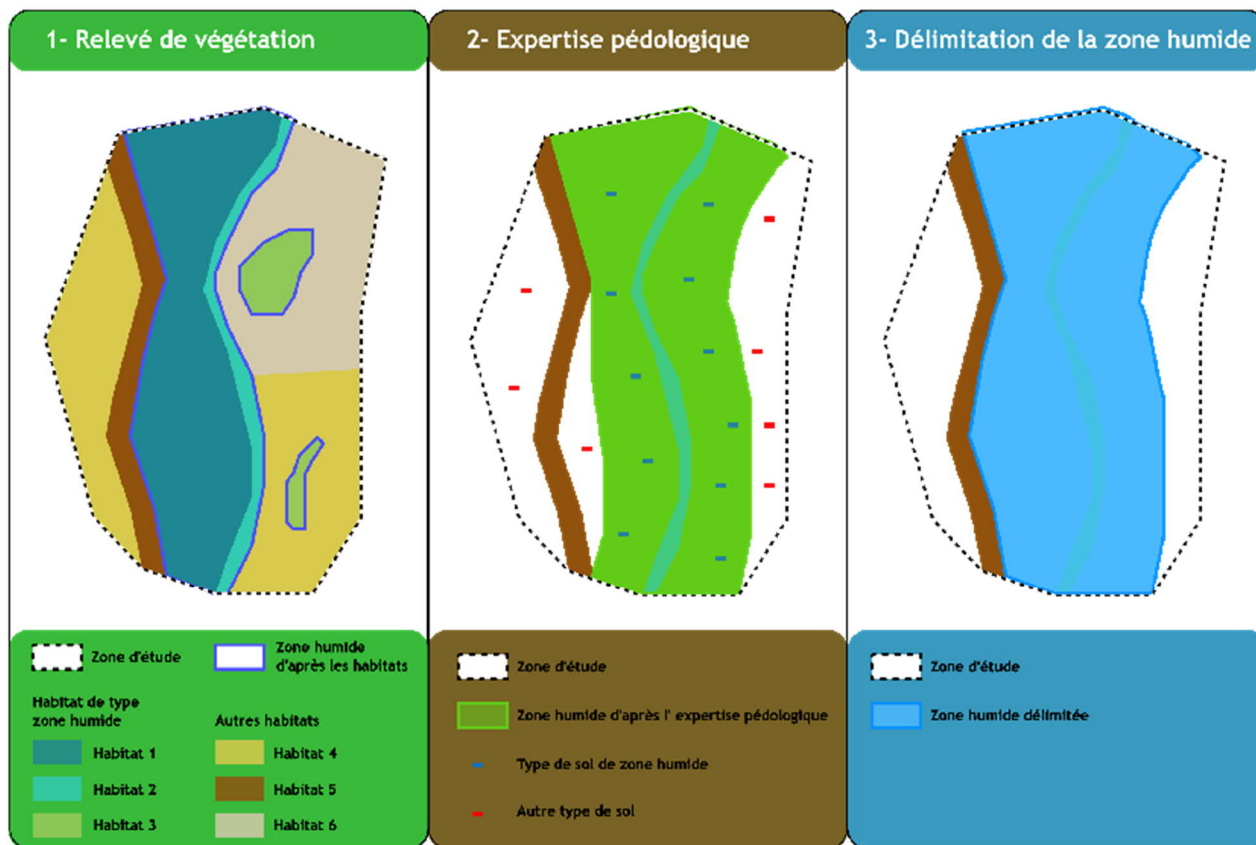 1- Relevé de végétation
2- Expertise pédologique
3- Délimitation de la zone humide
Zone d'étude
Zone humide
d'après les habitats
Habitat de type
zone humide
Autres habitats
Habitat 1
Habitat 4
Habitat 2
Habitat 5
Habitat 3
Habitat 6
Zone d'étude
Zone humide d'après l' expertise pédologique
Type de sol de zone humide
Autre type de sol
Zone d'étude
Zone humide délimitée